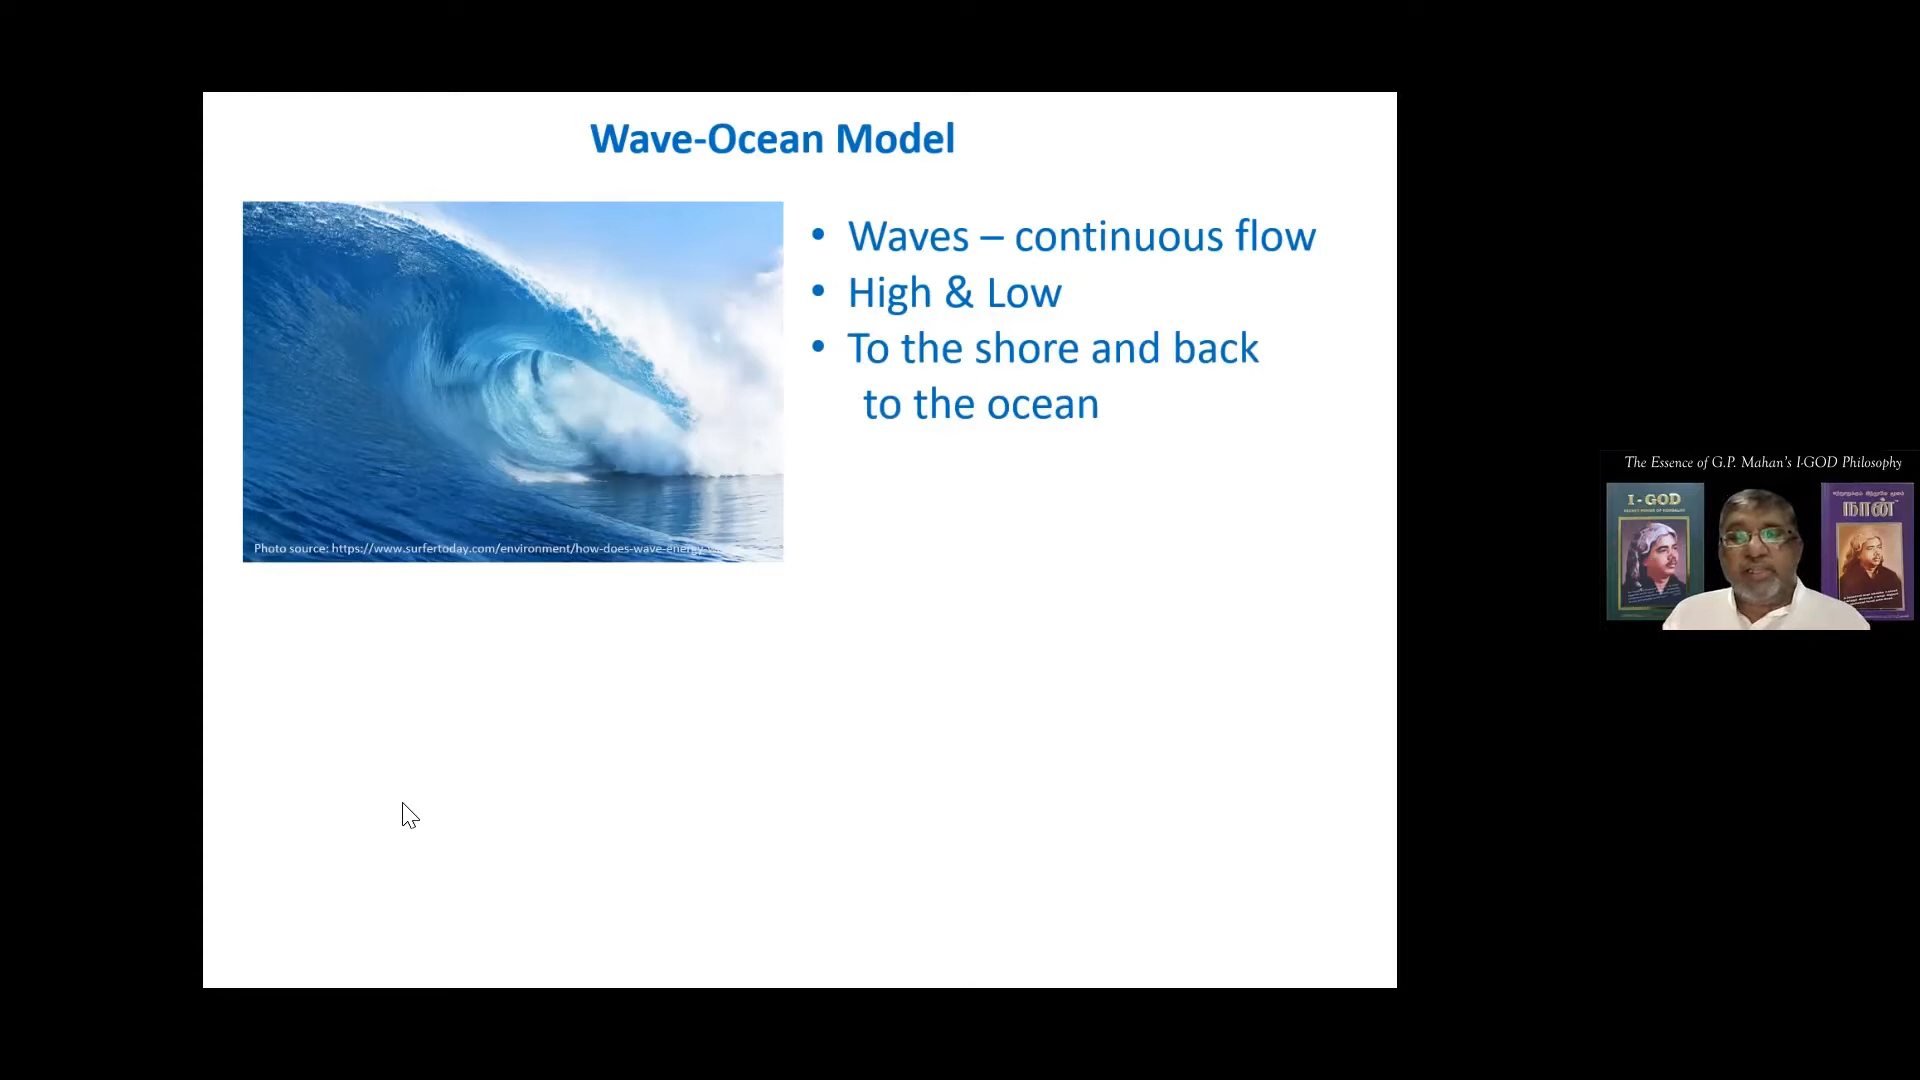 Wave-Ocean Model
• Waves – continuous flow
• High & Low
• To the shore and back
to the ocean
Photo source: https://www.surfertoday.com/environment/how-does-wave-energy-
The Essence of G.P. Mahan's I-GOD Philosophy
I-GOD
நான்